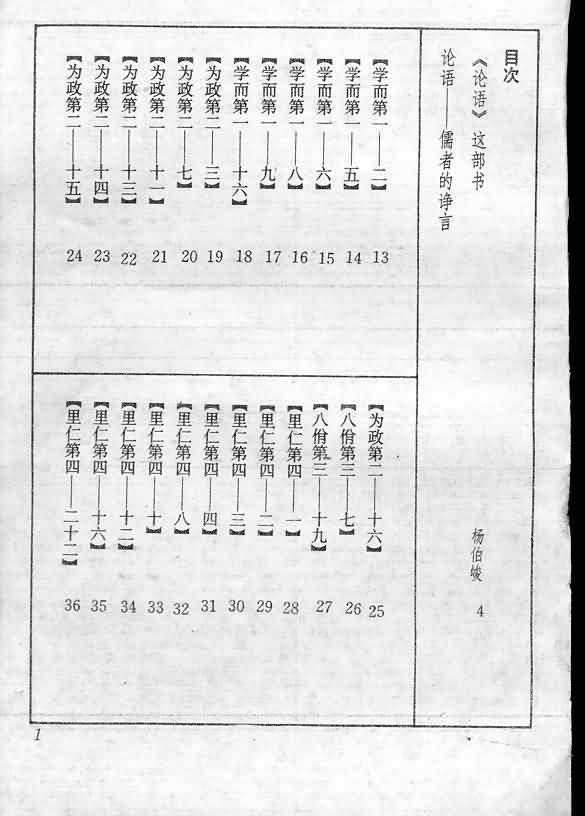 目次
《论语》这部书 杨伯峻 4
论语——儒者的诤言
【学而第一——二】 13
【学而第一——五】 14
【学而第一——六】 15
【学而第一——八】 16
【学而第一——九】 17
【学而第一——十六】 18
【为政第二——三】 19
【为政第二——七】 20
【为政第二——十一】 21
【为政第二——十三】 22
【为政第二——十四】 23
【为政第二——十五】 24
【为政第二——十六】 25
【八佾第三——七】 26
【八佾第三——十九】 27
【里仁第四——一】 28
【里仁第四——二】 29
【里仁第四——三】 30
【里仁第四——四】 31
【里仁第四——八】 32
【里仁第四——十】 33
【里仁第四——十二】 34
【里仁第四——十六】 35
【里仁第四——二十二】 36
1